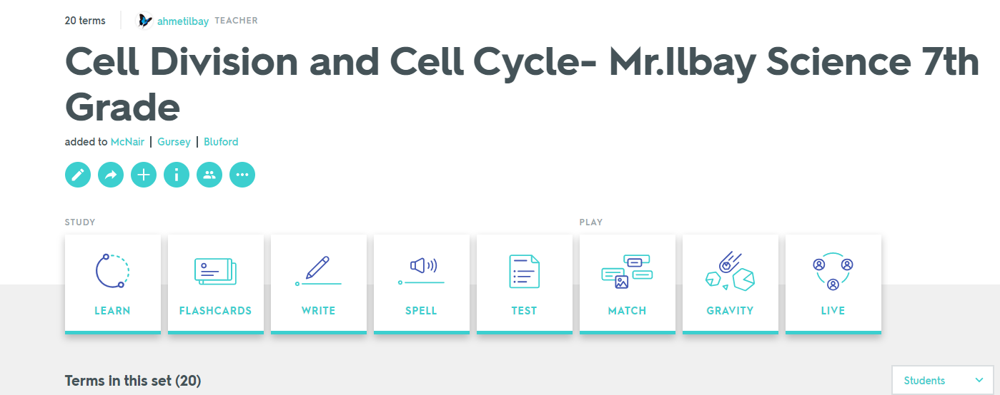 20 terms ahmetilbay TEACHER
Cell Division and Cell Cycle- Mr.Ilbay Science 7th
Grade
added to McNair | Gursey | Bluford
STUDY PLAY
LEARN FLASHCARDS WRITE SPELL TEST MATCH GRAVITY LIVE
Terms in this set (20) Students